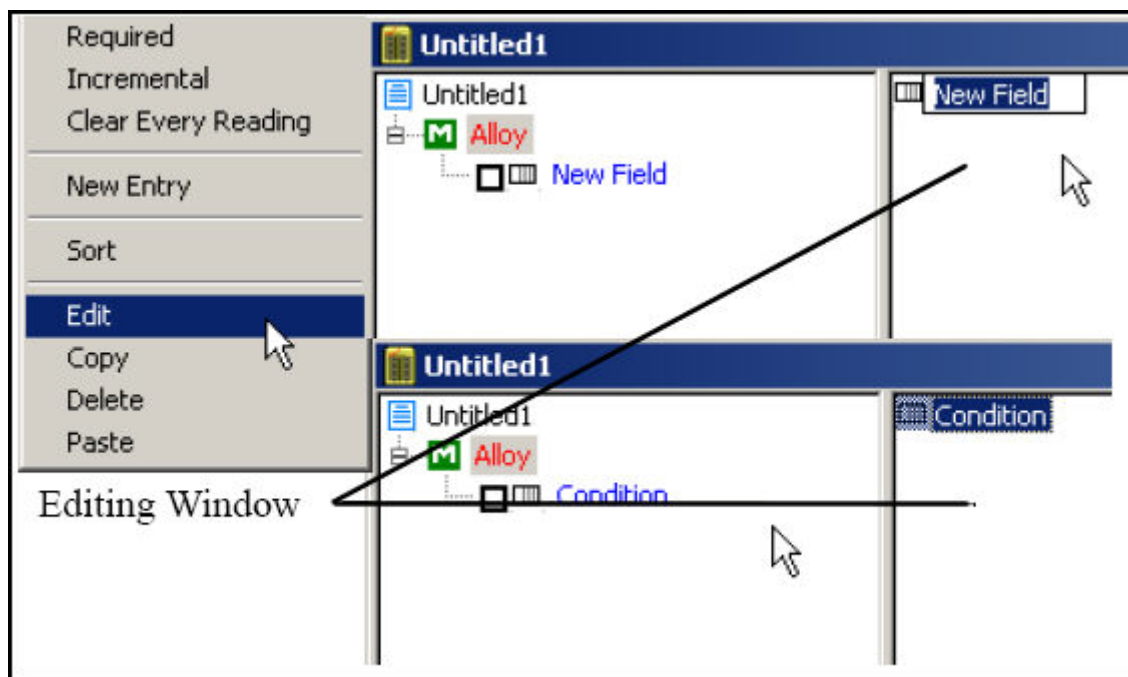 Required
Incremental
Clear Every Reading
New Entry
Sort
Edit
Copy
Delete
Paste
Editing Window
Untitled1
Untitled1
M Alloy
New Field
New Field
Untitled1
Untitled1
M Alloy
Condition
Condition